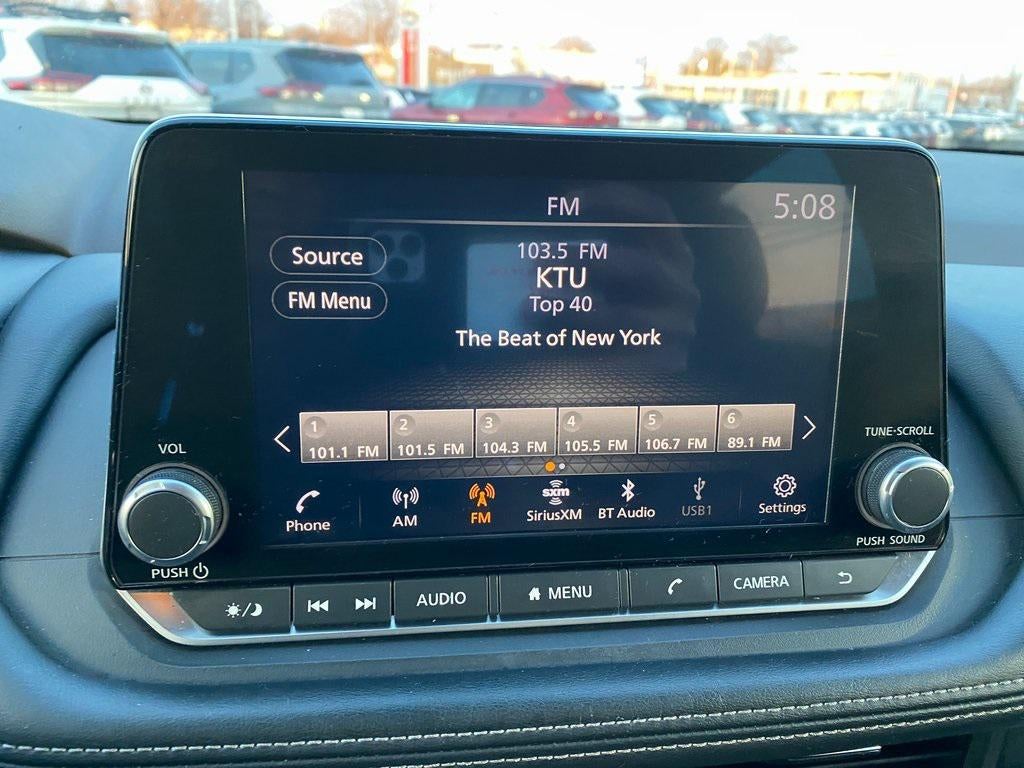 FM
5:08
Source
103.5 FM
KTU
FM Menu
Top 40
The Beat of New York
1 2 3 4 5 6
101.1 FM 101.5 FM 104.3 FM 105.5 FM 106.7 FM 89.1 FM
VOL
TUNE·SCROLL
sxm
Phone AM FM SiriusXM BT Audio USB1 Settings
PUSH
PUSH SOUND
AUDIO MENU CAMERA